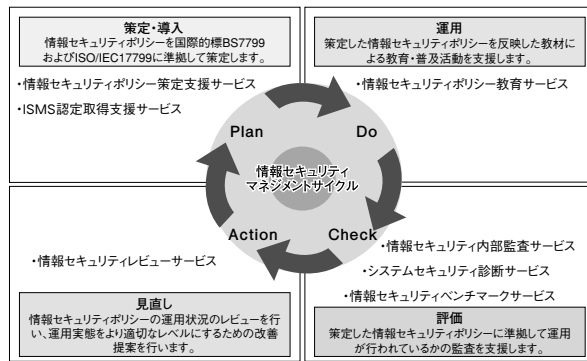 策定・導入
情報セキュリティポリシーを国際的標BS7799
およびISO/IEC17799に準拠して策定します。
・情報セキュリティポリシー策定支援サービス
・ISMS認定取得支援サービス
運用
策定した情報セキュリティポリシーを反映した教材に
よる教育・普及活動を支援します。
・情報セキュリティポリシー教育サービス
Plan
Do
情報セキュリティ
マネジメントサイクル
Action
Check
・情報セキュリティレビューサービス
見直し
情報セキュリティポリシーの運用状況のレビューを行
い、運用実態をより適切なレベルにするための改善
提案を行います。
・情報セキュリティ内部監査サービス
・システムセキュリティ診断サービス
・情報セキュリティベンチマークサービス
評価
策定した情報セキュリティポリシーに準拠して運用
が行われているかの監査を支援します。